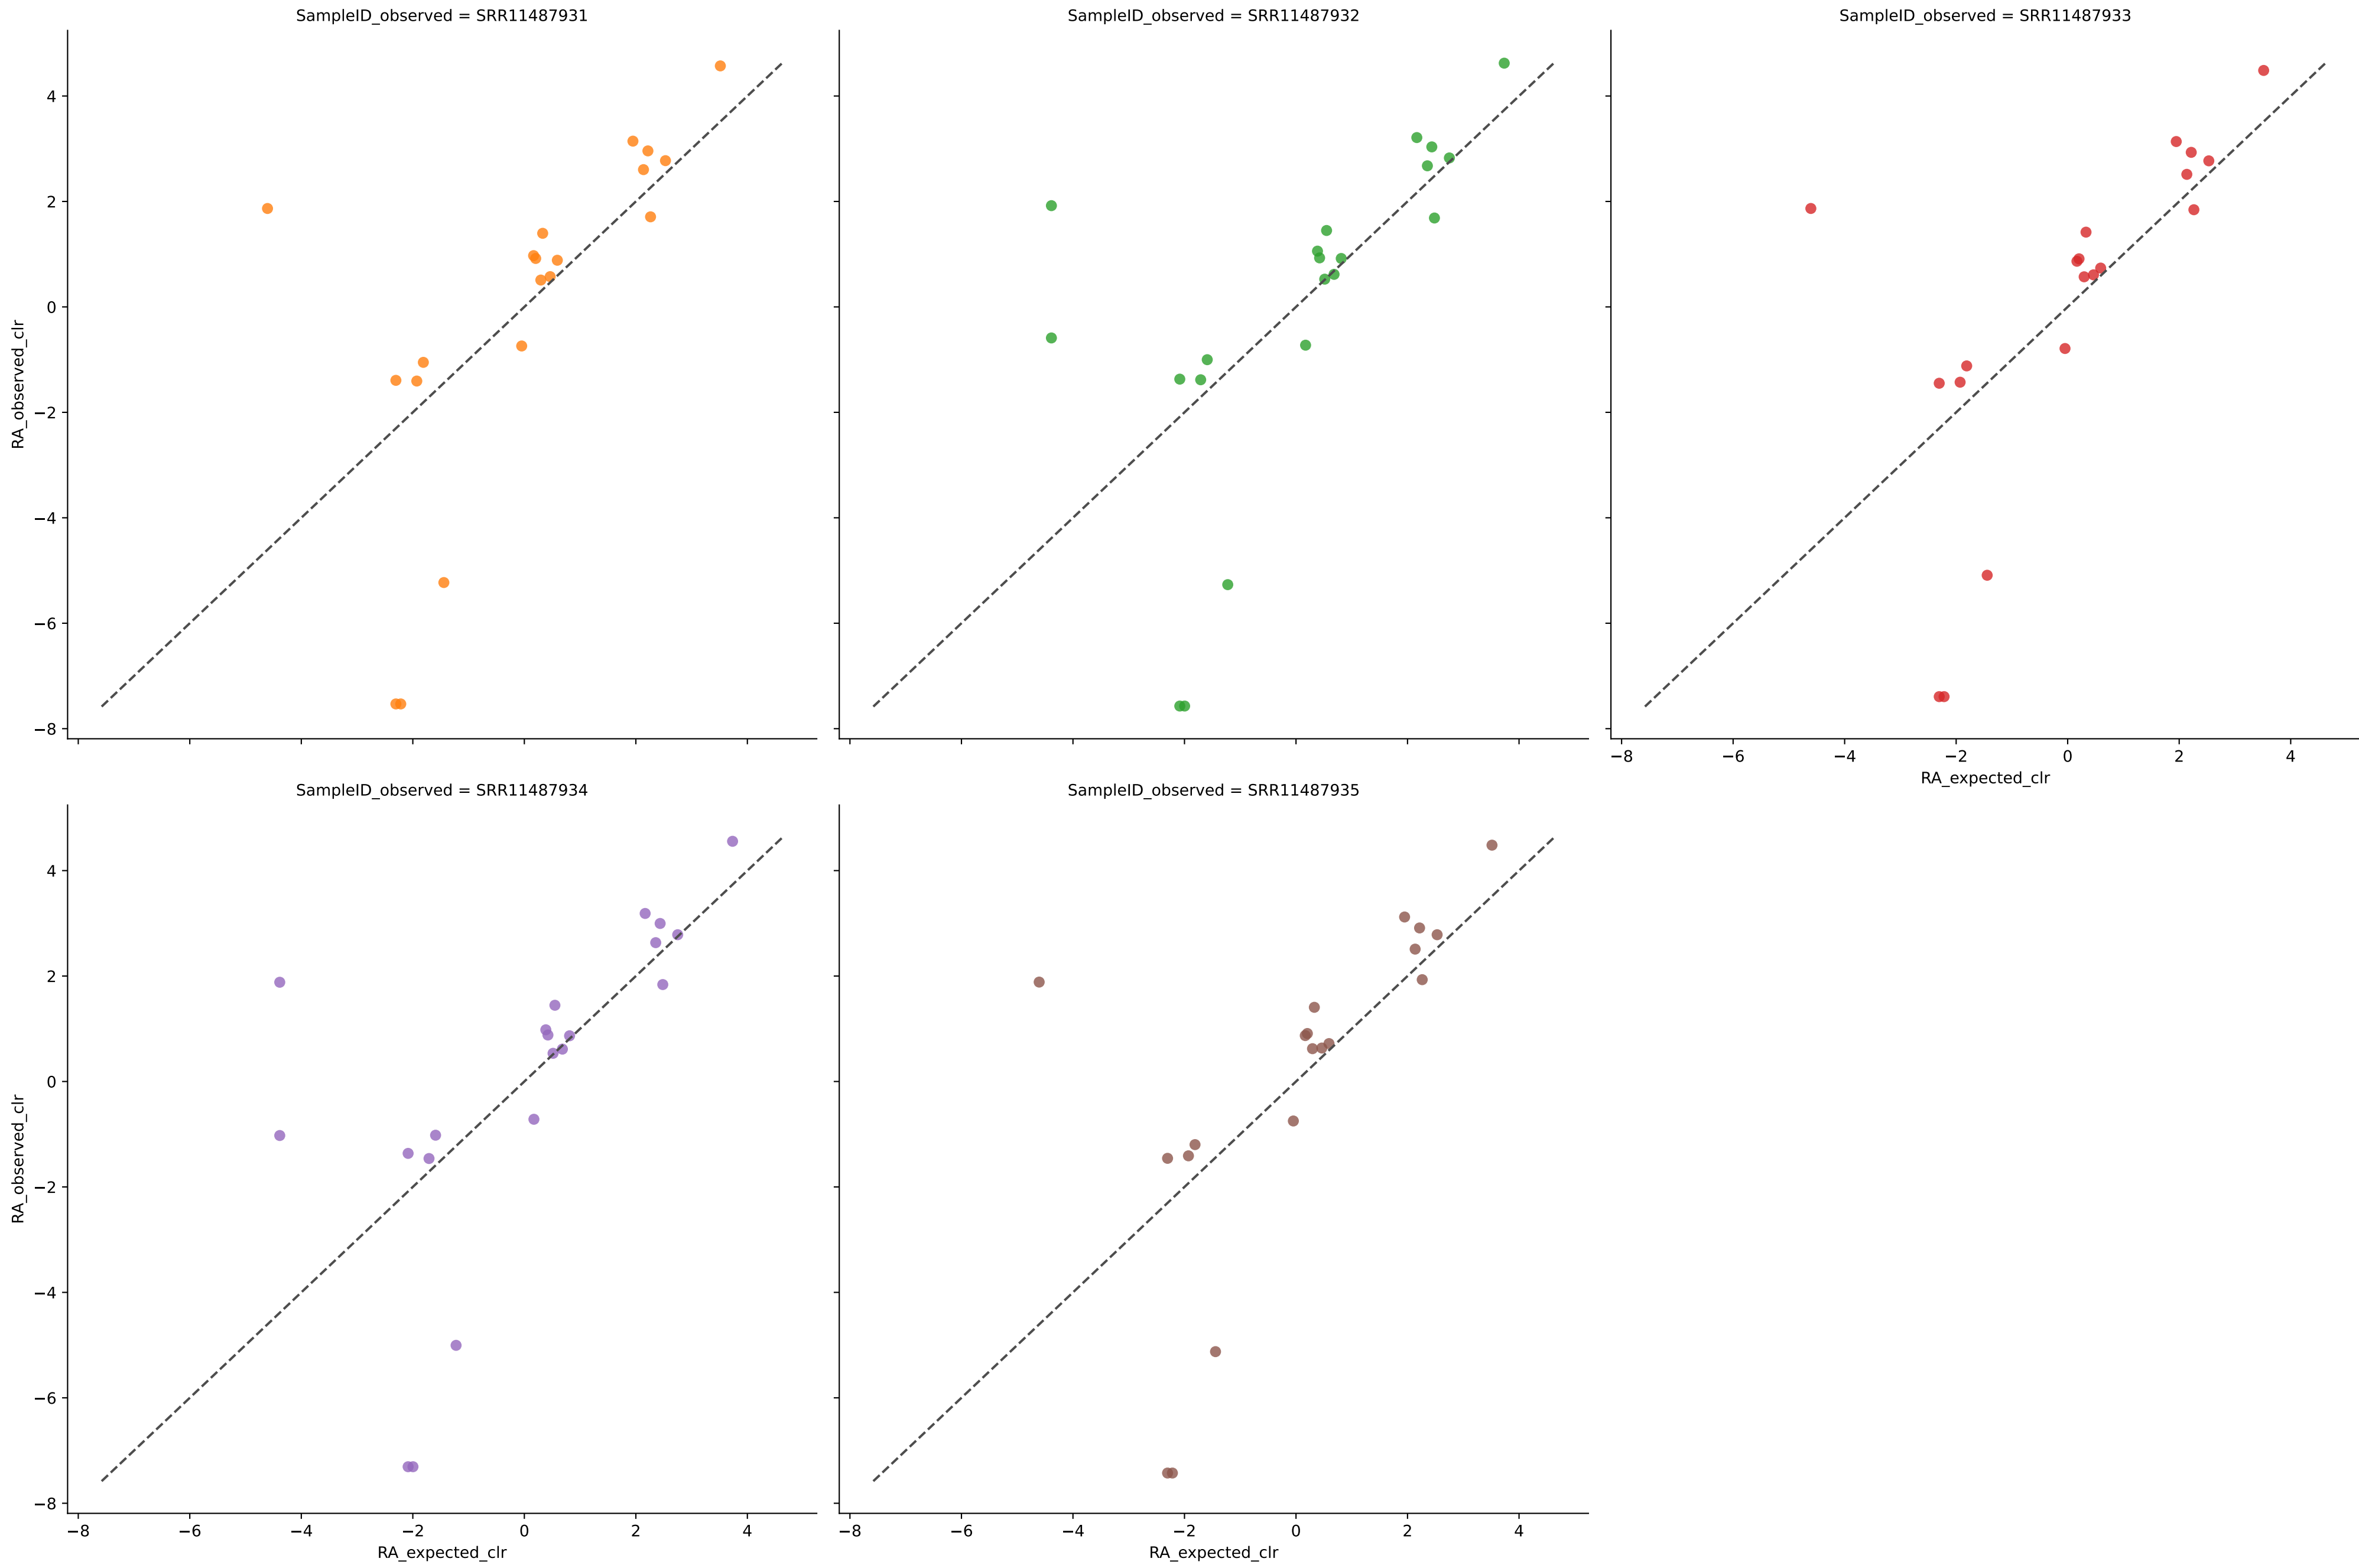 SampleID_observed = SRR11487931
SampleID_observed = SRR11487932
SampleID_observed = SRR11487933
4
2
0
−2
−4
−6
−8
RA_observed_clr
−8 −6 −4 −2 0 2 4
RA_expected_clr
SampleID_observed = SRR11487934
SampleID_observed = SRR11487935
4
2
0
−2
−4
−6
−8
RA_observed_clr
−8 −6 −4 −2 0 2 4
−8 −6 −4 −2 0 2 4
RA_expected_clr
RA_expected_clr